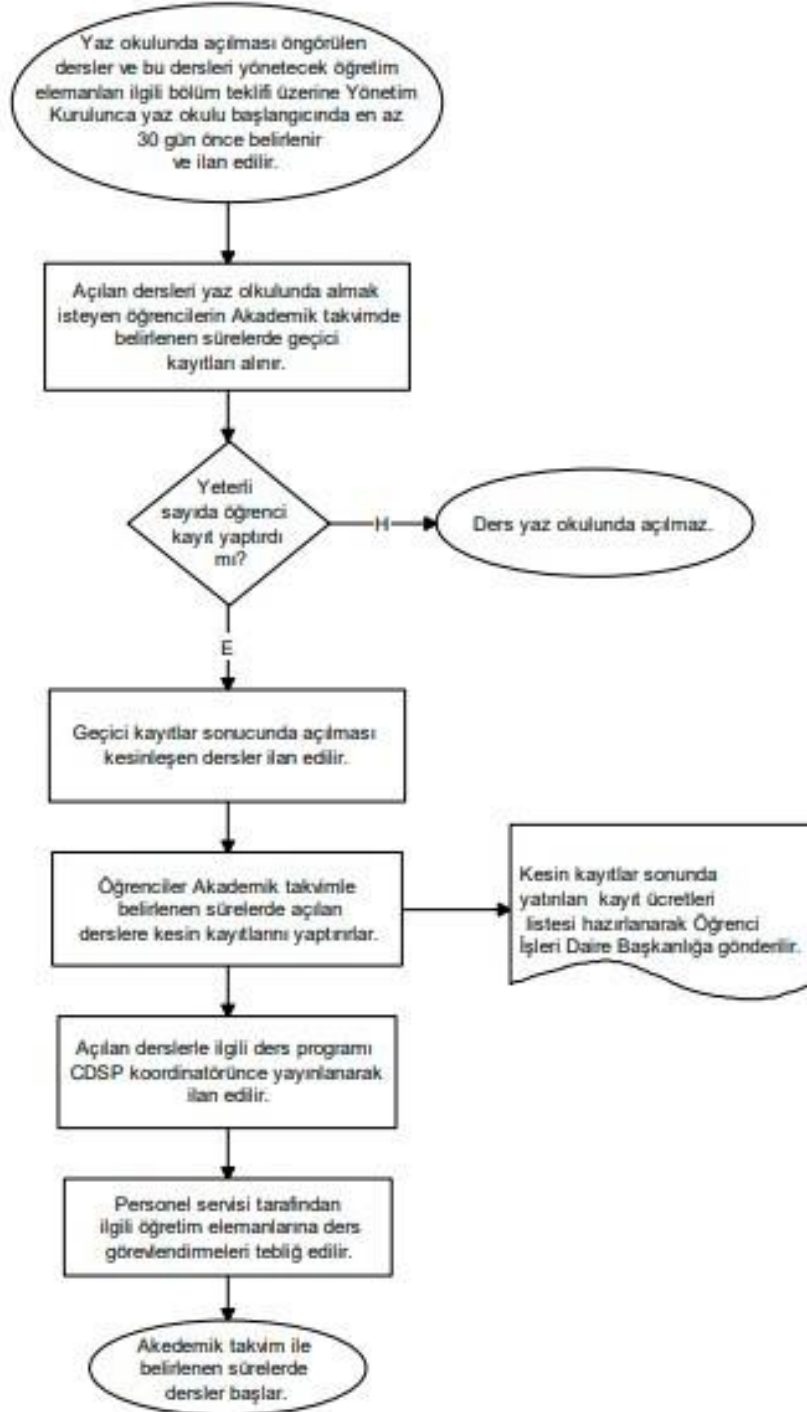 Yaz okulunda açılması öngörülen
dersler ve bu dersleri yönetecek öğretim
elemanları ilgili bölüm teklifi üzerine Yönetim
Kurulunca yaz okulu başlangıcında en az
30 gün önce belirlenir
ve ilan edilir.
Açılan dersleri yaz olkulunda almak
isteyen öğrencilerin Akademik takvimde
belirlenen sürelerde geçici
kayıtları alınır.
Yeterli
sayıda öğrenci
kayıt yaptırdı
mı?
H
Ders yaz okulunda açılmaz.
E
Geçici kayıtlar sonucunda açılması
kesinleşen dersler ilan edilir.
Öğrenciler Akademik takvimle
belirlenen sürelerde açılan
derslere kesin kayıtlarını yaptırırlar.
Kesin kayıtlar sonunda
yatırılan kayıt ücretleri
listesi hazırlanarak Öğrenci
İşleri Daire Başkanlığa gönderilir.
Açılan derslerle ilgili ders programı
CDSP koordinatörünce yayınlanarak
ilan edilir.
Personel servisi tarafından
ilgili öğretim elemanlarına ders
görevlendirmeleri tebliğ edilir.
Akedemik takvim ile
belirlenen sürelerde
dersler başlar.